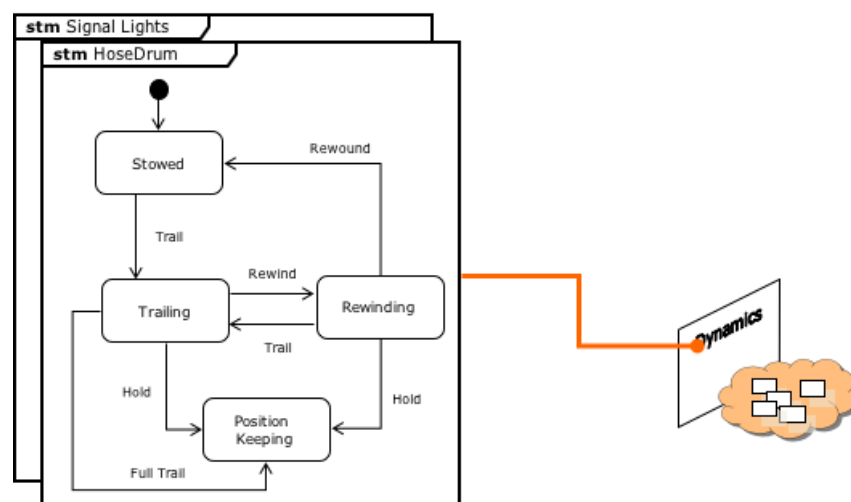 stm Signal Lights
stm HoseDrum
Stowed
Rewound
Trail
Rewind
Trailing
Rewinding
Trail
Hold
Hold
Position
Keeping
Full Trail
Dynamics